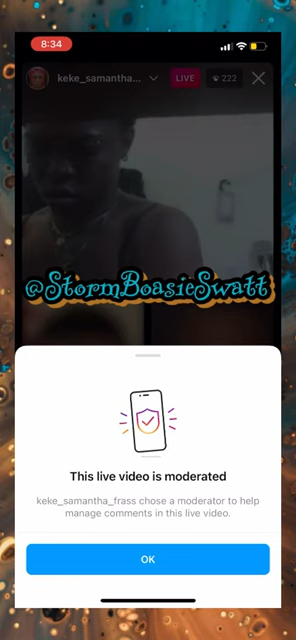 8:34
keke_samantha...
LIVE
222
@StormBoasieSwatt
This live video is moderated
keke_samantha_frass chose a moderator to help
manage comments in this live video.
OK